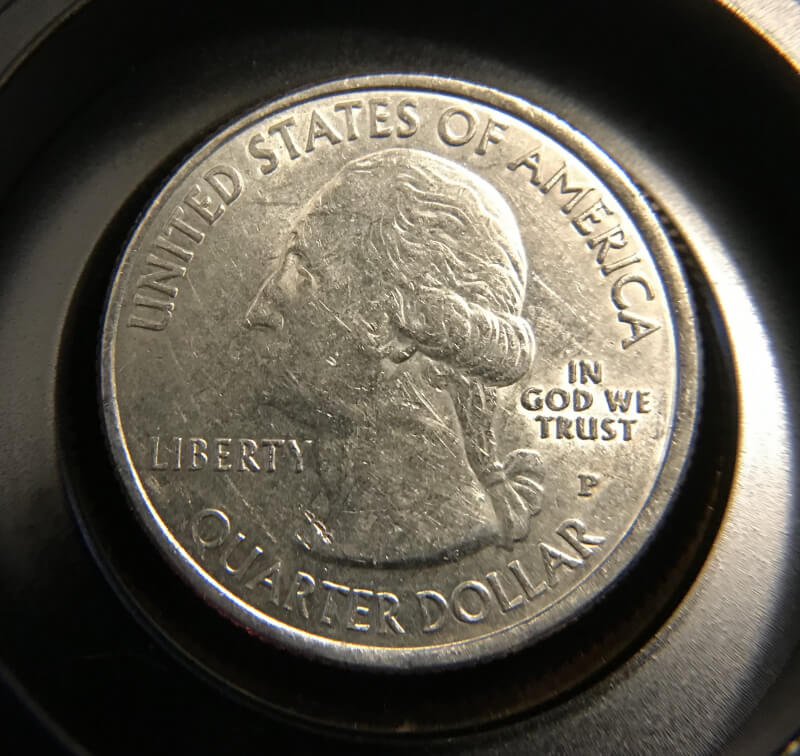 UNITED STATES OF AMERICA
LIBERTY
IN
GOD WE
TRUST
P
QUARTER DOLLAR